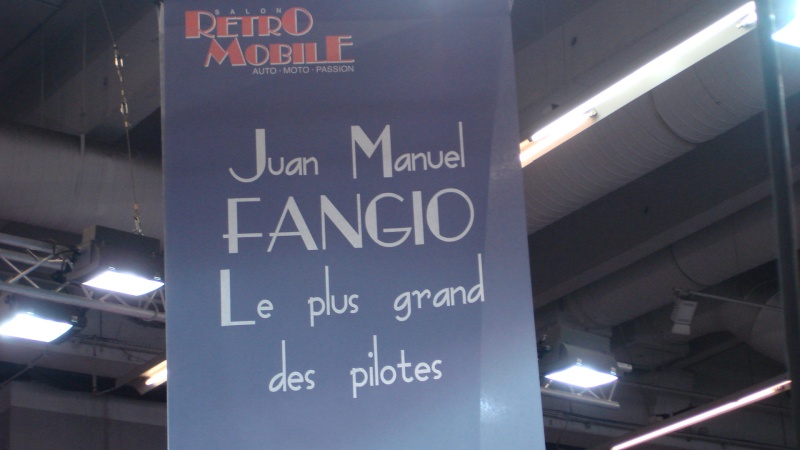 SALON
RETRO
MOBILE
AUTO - MOTO - PASSION
Juan Manuel
FANGIO
Le plus grand
des pilotes